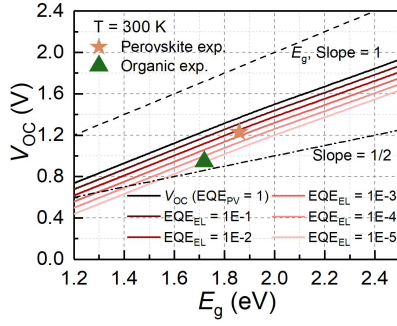 2.4
T = 300 K
Perovskite exp.
Organic exp.
Eg, Slope = 1
2.0
1.6
1.2
0.8
0.4
0.0
VOC (V)
Slope = 1/2
VOC (EQEPV = 1)
EQEEL = 1E-3
EQEEL = 1E-1
EQEEL = 1E-4
EQEEL = 1E-2
EQEEL = 1E-5
1.2 1.4 1.6 1.8 2.0 2.2 2.4
Eg (eV)